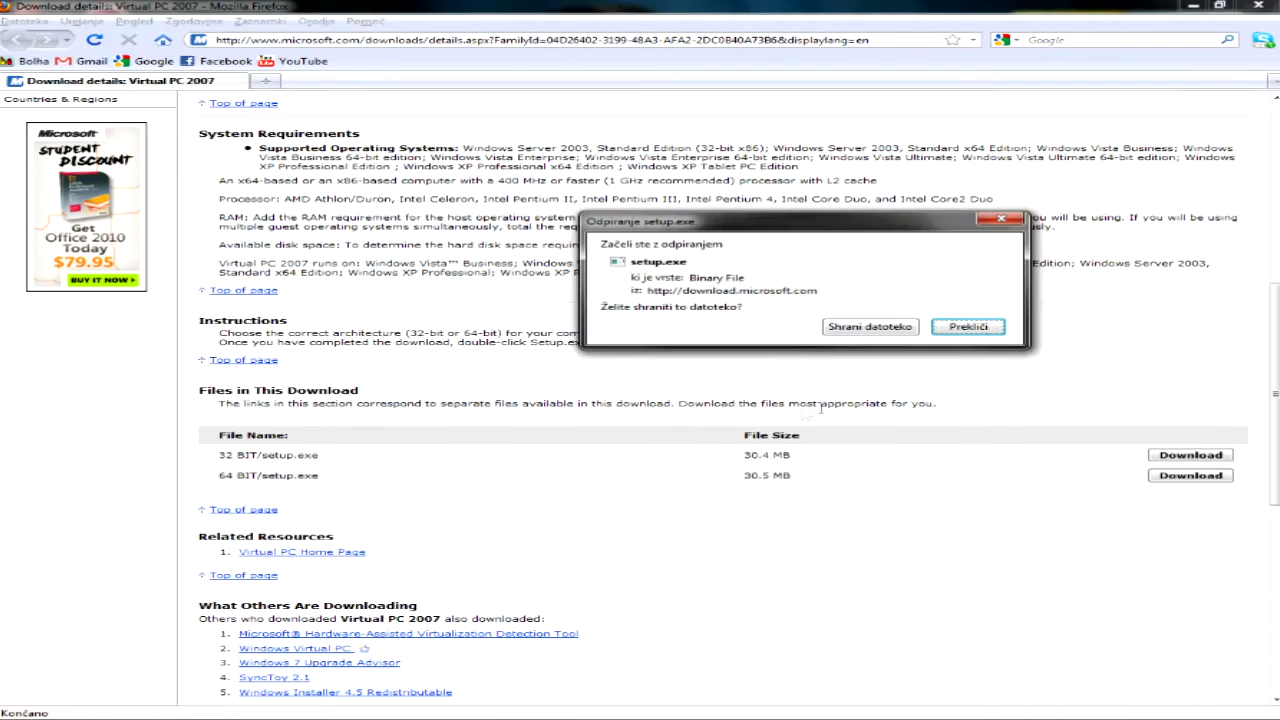 Download details: Virtual PC 2007 - Mozilla Firefox
Datoteka Urejanje Pogled Zgodovina Zaznamki Orodja Pomoč
http://www.microsoft.com/downloads/details.aspx?FamilyId=04D26402-3199-48A3-AFA2-2DC0B40A73B6&displaylang=en
Google
Bolha Gmail Google Facebook YouTube
Download details: Virtual PC 2007
Countries & Regions
Microsoft
STUDENT
DISCOUNT
Get
Office 2010
Today
$79.95
BUY IT NOW
Top of page
System Requirements
Supported Operating Systems: Windows Server 2003, Standard Edition (32-bit x86); Windows Server 2003, Standard x64 Edition; Windows Vista Business; Windows
Vista Business 64-bit edition; Windows Vista Enterprise; Windows Vista Enterprise 64-bit edition; Windows Vista Ultimate; Windows Vista Ultimate 64-bit edition; Windows
XP Professional Edition ; Windows XP Professional x64 Edition ; Windows XP Tablet PC Edition
An x64-based or an x86-based computer with a 400 MHz or faster (1 GHz recommended) processor with L2 cache
Processor: AMD Athlon/Duron, Intel Celeron, Intel Pentium II, Intel Pentium III, Intel Pentium 4, Intel Core Duo, and Intel Core2 Duo
RAM: Add the RAM requirement for the host operating system you will be using. If you will be using
multiple guest operating systems simultaneously, total the req
Available disk space: To determine the hard disk space requir
Virtual PC 2007 runs on: Windows Vista™ Business; Windows Edition; Windows Server 2003,
Standard x64 Edition; Windows XP Professional; Windows XP
Top of page
Instructions
Choose the correct architecture (32-bit or 64-bit) for your com
Once you have completed the download, double-click Setup.e
Top of page
Odpiranje setup.exe
Začeli ste z odpiranjem
setup.exe
ki je vrste: Binary File
iz: http://download.microsoft.com
Želite shraniti to datoteko?
Shrani datoteko Prekliči
Files in This Download
The links in this section correspond to separate files available in this download. Download the files most appropriate for you.
File Name: File Size
32 BIT/setup.exe 30.4 MB Download
64 BIT/setup.exe 30.5 MB Download
Top of page
Related Resources
1. Virtual PC Home Page
Top of page
What Others Are Downloading
Others who downloaded Virtual PC 2007 also downloaded:
1. Microsoft® Hardware-Assisted Virtualization Detection Tool
2. Windows Virtual PC
3. Windows 7 Upgrade Advisor
4. SyncToy 2.1
5. Windows Installer 4.5 Redistributable
Končano